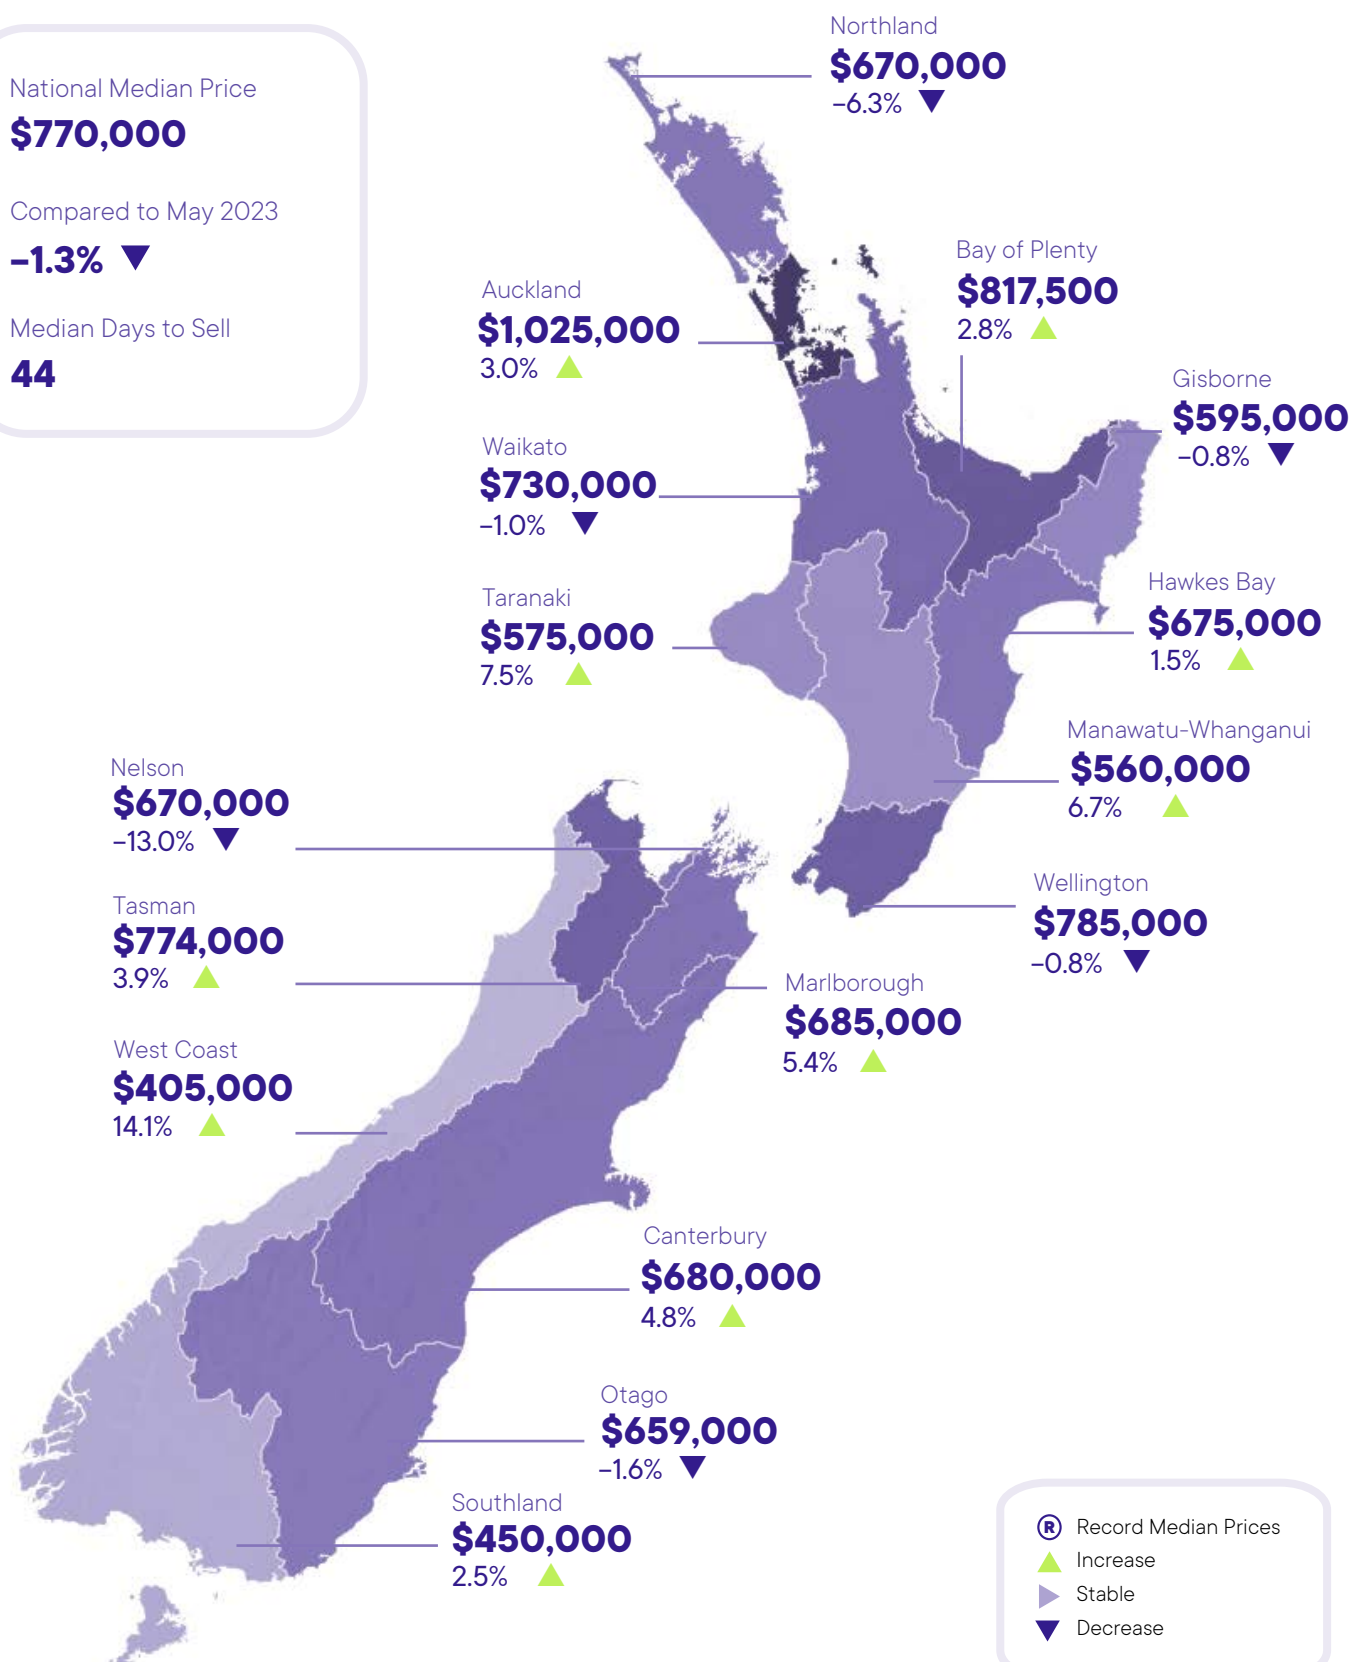 National Median Price
$770,000
Compared to May 2023
-1.3%
Median Days to Sell
44
Northland
$670,000
-6.3%
Auckland
$1,025,000
3.0%
Bay of Plenty
$817,500
2.8%
Gisborne
$595,000
-0.8%
Waikato
$730,000
-1.0%
Taranaki
$575,000
7.5%
Hawkes Bay
$675,000
1.5%
Manawatu-Whanganui
$560,000
6.7%
Nelson
$670,000
-13.0%
Wellington
$785,000
-0.8%
Tasman
$774,000
3.9%
Marlborough
$685,000
5.4%
West Coast
$405,000
14.1%
Canterbury
$680,000
4.8%
Otago
$659,000
-1.6%
Southland
$450,000
2.5%
R Record Median Prices
Increase
Stable
Decrease